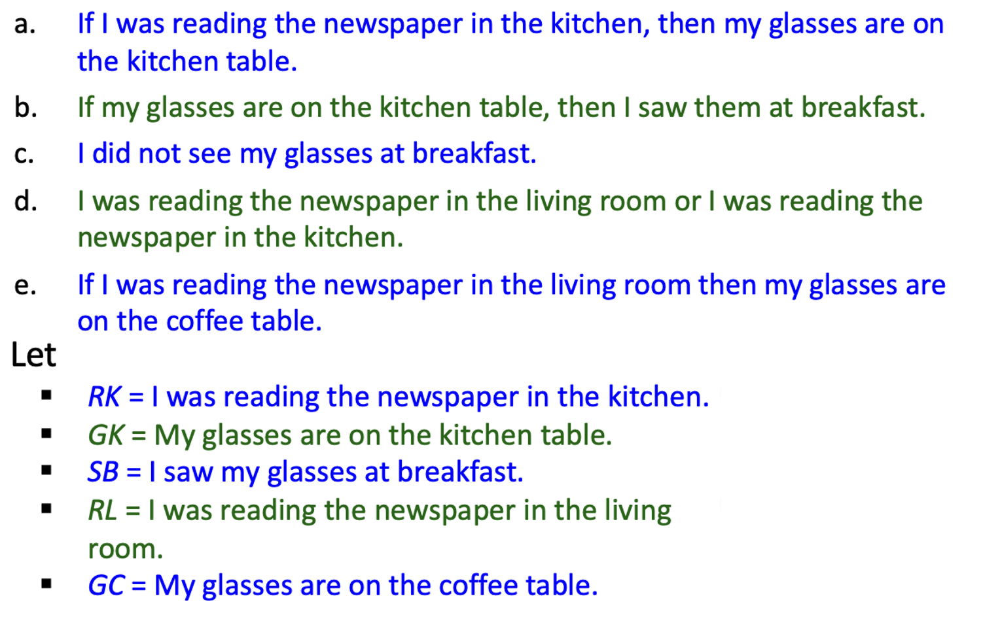 a. If I was reading the newspaper in the kitchen, then my glasses are on
the kitchen table.
b. If my glasses are on the kitchen table, then I saw them at breakfast.
c. I did not see my glasses at breakfast.
d. I was reading the newspaper in the living room or I was reading the
newspaper in the kitchen.
e. If I was reading the newspaper in the living room then my glasses are
on the coffee table.
Let
▪ RK = I was reading the newspaper in the kitchen.
▪ GK = My glasses are on the kitchen table.
▪ SB = I saw my glasses at breakfast.
▪ RL = I was reading the newspaper in the living
room.
▪ GC = My glasses are on the coffee table.